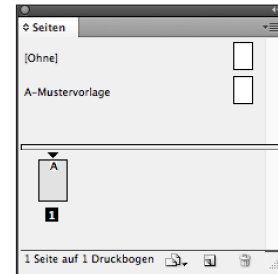 Seiten
[Ohne]
A-Mustervorlage
A
1
1 Seite auf 1 Druckbogen